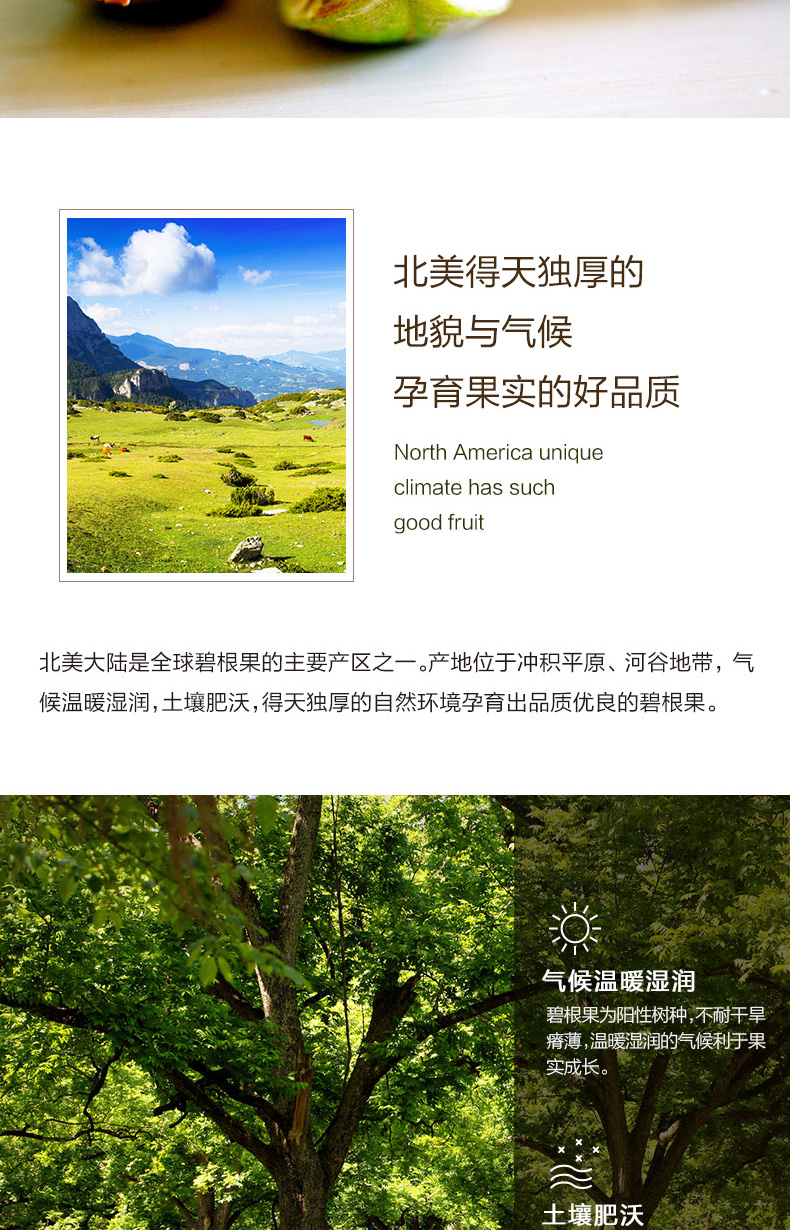 北美得天独厚的
地貌与气候
孕育果实的好品质
North America unique
climate has such
good fruit
北美大陆是全球碧根果的主要产区之一。产地位于冲积平原、河谷地带，气
候温暖湿润，土壤肥沃，得天独厚的自然环境孕育出品质优良的碧根果。
气候温暖湿润
碧根果为阳性树种，不耐干旱
瘠薄，温暖湿润的气候利于果
实成长。
土壤肥沃